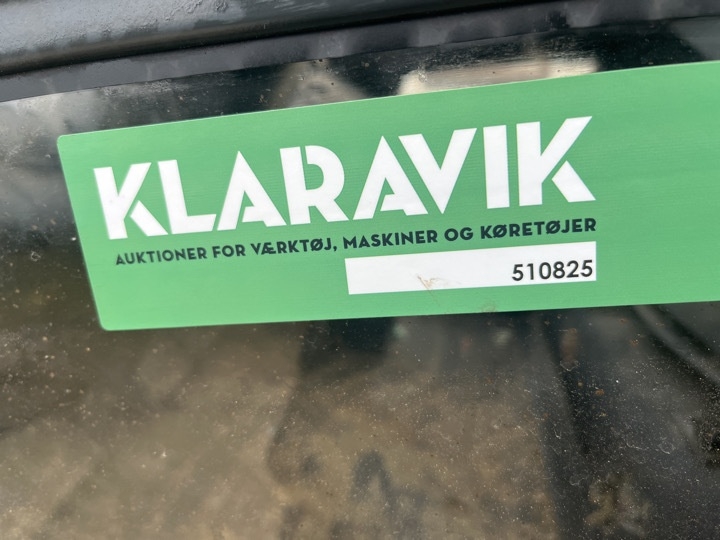 KLARAVIK
AUKTIONER FOR VÆRKTØJ, MASKINER OG KØRETØJER
510825